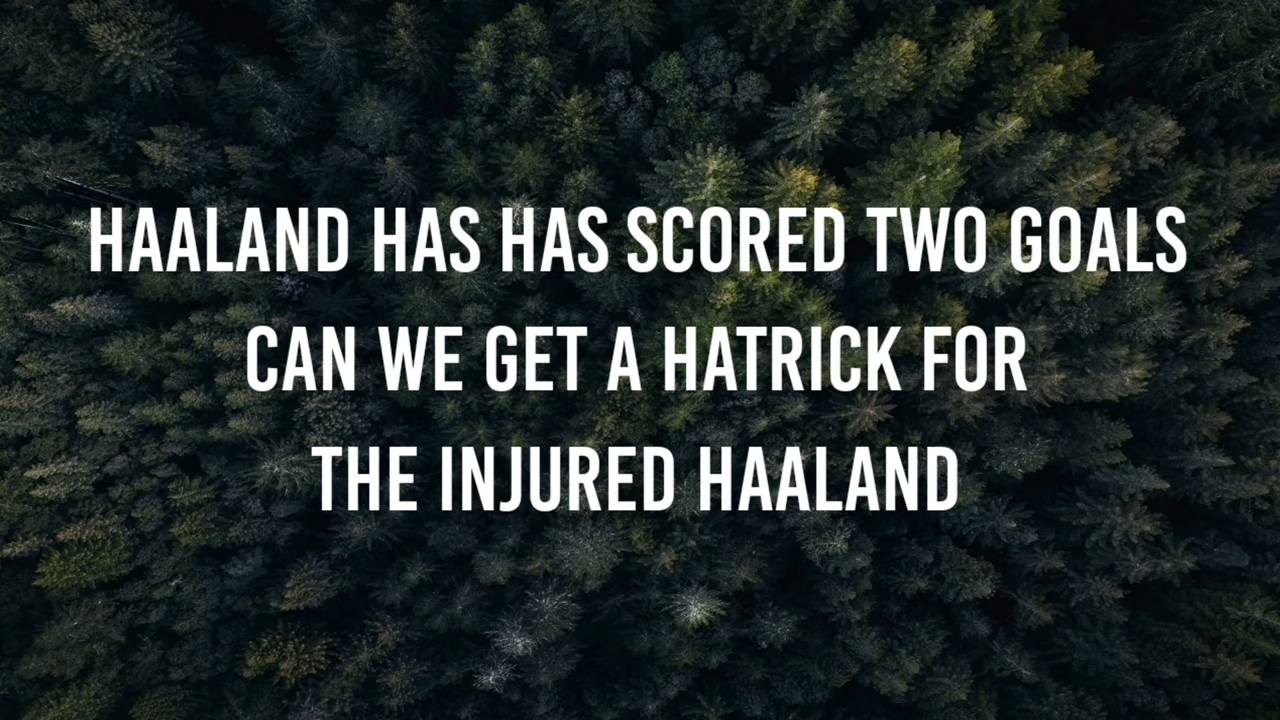 HAALAND HAS HAS SCORED TWO GOALS
CAN WE GET A HATRICK FOR
THE INJURED HAALAND